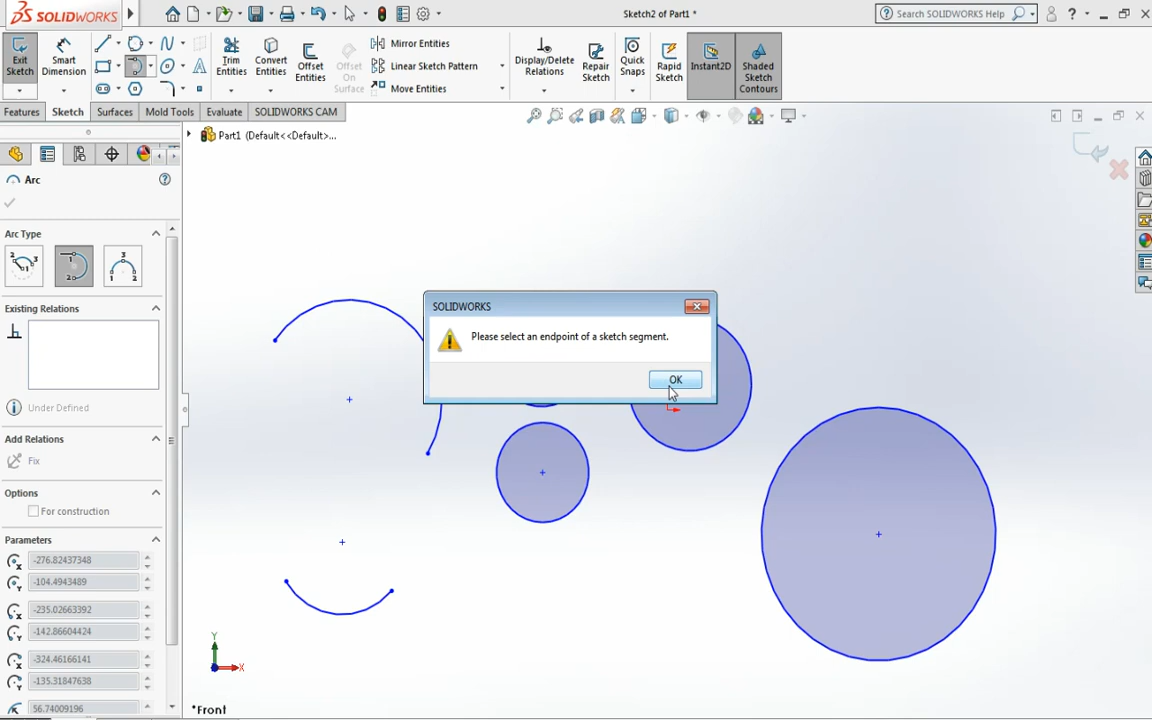 SOLIDWORKS
Sketch2 of Part1 *
Search SOLIDWORKS Help
?
Exit Sketch
Smart Dimension
Trim Entities
Convert Entities
Offset Entities
Offset On Surface
Mirror Entities
Linear Sketch Pattern
Move Entities
Display/Delete Relations
Repair Sketch
Quick Snaps
Rapid Sketch
Instant2D
Shaded Sketch Contours
Features
Sketch
Surfaces
Mold Tools
Evaluate
SOLIDWORKS CAM
Part1 (Default<<Default>...
Arc
Arc Type
Existing Relations
Under Defined
Add Relations
Fix
Options
For construction
Parameters
-276.82437348
-104.4943489
-235.02663392
-142.86604424
-324.46166141
-135.31847638
56.74009196
SOLIDWORKS
Please select an endpoint of a sketch segment.
OK
Y
X
*Front